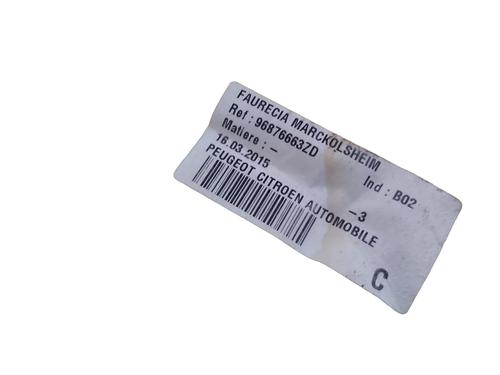 FAURECIA MARCKOLSHEIM
Ref : 96876663ZD
Matiere : - Ind : B02
16.03.2015 -3
PEUGEOT CITROEN AUTOMOBILE
C